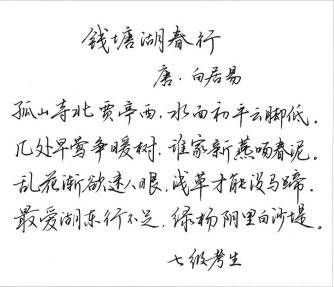 钱塘湖春行
唐·白居易
孤山寺北贾亭西，水面初平云脚低。
几处早莺争暖树，谁家新燕啄春泥。
乱花渐欲迷人眼，浅草才能没马蹄。
最爱湖东行不足，绿杨阴里白沙堤。
七级考生